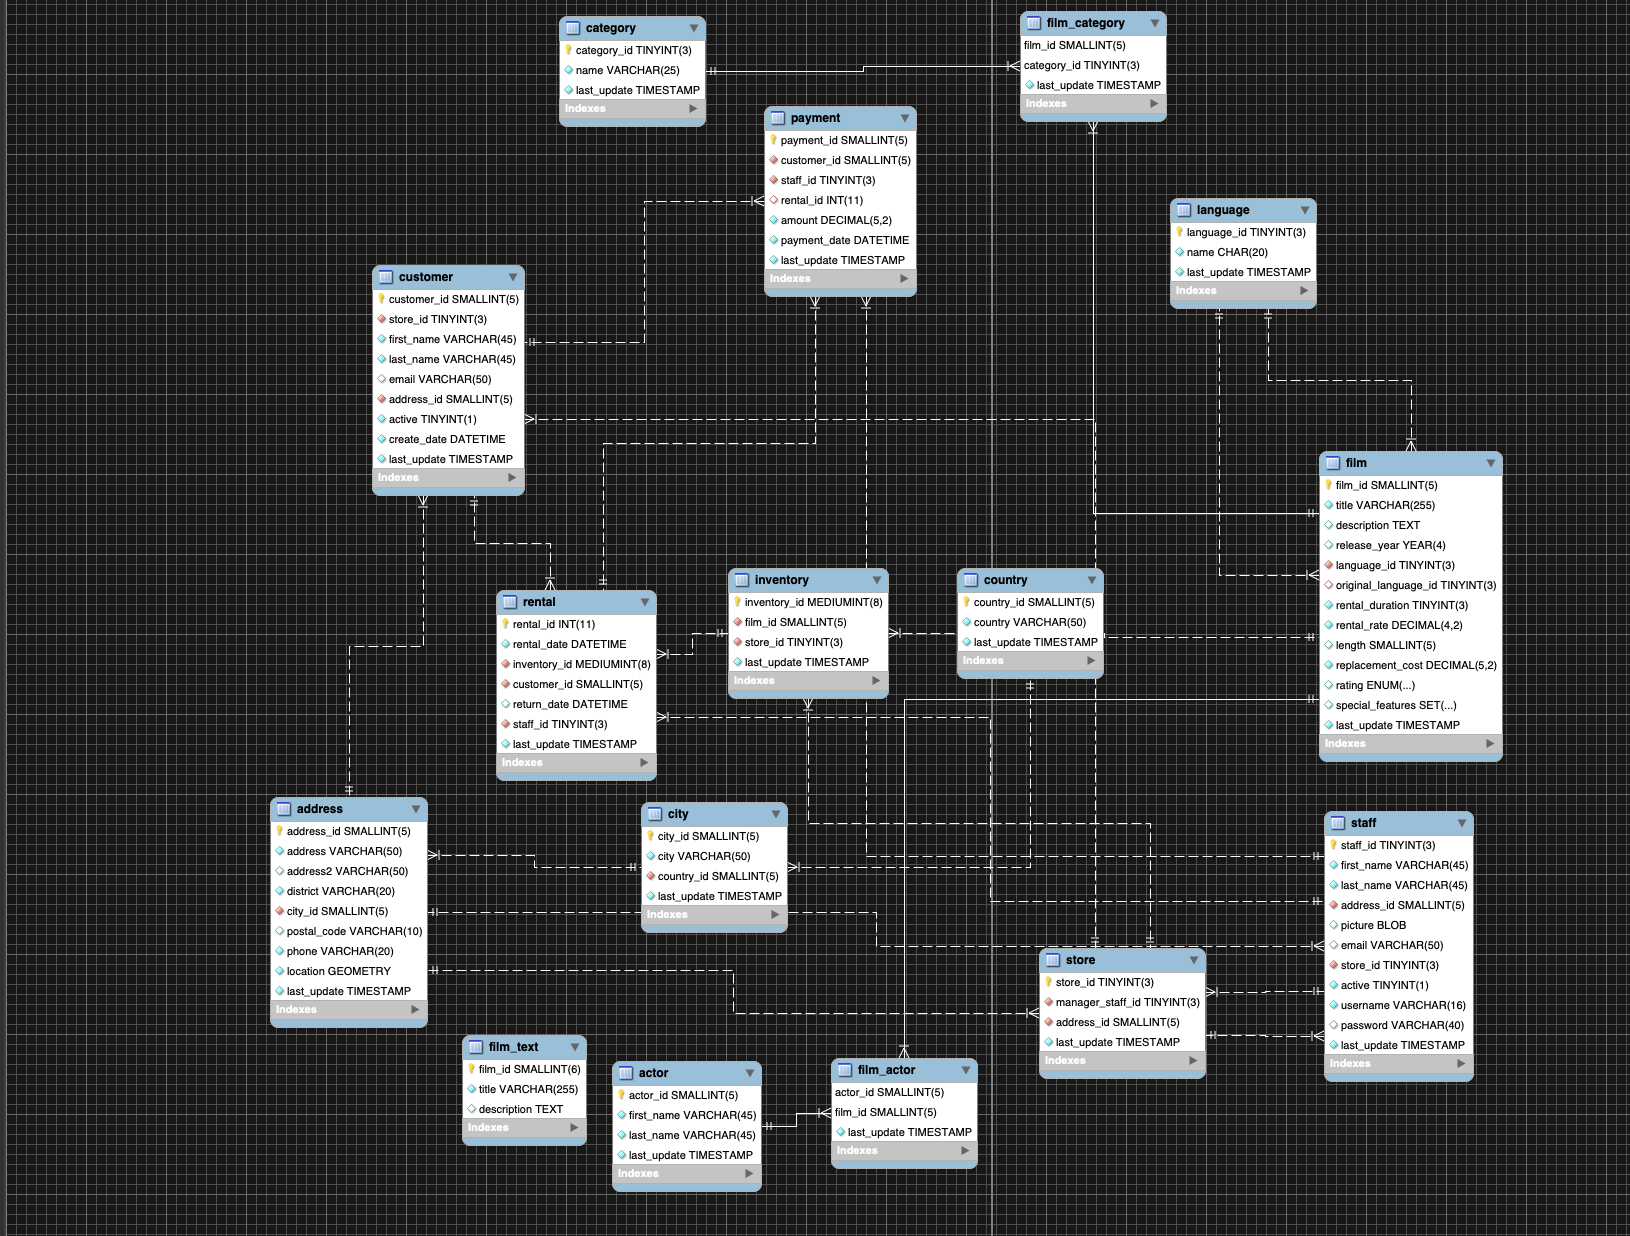 category
category_id TINYINT(3)
name VARCHAR(25)
last_update TIMESTAMP
Indexes
film_category
film_id SMALLINT(5)
category_id TINYINT(3)
last_update TIMESTAMP
Indexes
payment
payment_id SMALLINT(5)
customer_id SMALLINT(5)
staff_id TINYINT(3)
rental_id INT(11)
amount DECIMAL(5,2)
payment_date DATETIME
last_update TIMESTAMP
Indexes
language
language_id TINYINT(3)
name CHAR(20)
last_update TIMESTAMP
Indexes
customer
customer_id SMALLINT(5)
store_id TINYINT(3)
first_name VARCHAR(45)
last_name VARCHAR(45)
email VARCHAR(50)
address_id SMALLINT(5)
active TINYINT(1)
create_date DATETIME
last_update TIMESTAMP
Indexes
film
film_id SMALLINT(5)
title VARCHAR(255)
description TEXT
release_year YEAR(4)
language_id TINYINT(3)
original_language_id TINYINT(3)
rental_duration TINYINT(3)
rental_rate DECIMAL(4,2)
length SMALLINT(5)
replacement_cost DECIMAL(5,2)
rating ENUM(...)
special_features SET(...)
last_update TIMESTAMP
Indexes
rental
rental_id INT(11)
rental_date DATETIME
inventory_id MEDIUMINT(8)
customer_id SMALLINT(5)
return_date DATETIME
staff_id TINYINT(3)
last_update TIMESTAMP
Indexes
inventory
inventory_id MEDIUMINT(8)
film_id SMALLINT(5)
store_id TINYINT(3)
last_update TIMESTAMP
Indexes
country
country_id SMALLINT(5)
country VARCHAR(50)
last_update TIMESTAMP
Indexes
address
address_id SMALLINT(5)
address VARCHAR(50)
address2 VARCHAR(50)
district VARCHAR(20)
city_id SMALLINT(5)
postal_code VARCHAR(10)
phone VARCHAR(20)
location GEOMETRY
last_update TIMESTAMP
Indexes
city
city_id SMALLINT(5)
city VARCHAR(50)
country_id SMALLINT(5)
last_update TIMESTAMP
Indexes
staff
staff_id TINYINT(3)
first_name VARCHAR(45)
last_name VARCHAR(45)
address_id SMALLINT(5)
picture BLOB
email VARCHAR(50)
store_id TINYINT(3)
active TINYINT(1)
username VARCHAR(16)
password VARCHAR(40)
last_update TIMESTAMP
Indexes
store
store_id TINYINT(3)
manager_staff_id TINYINT(3)
address_id SMALLINT(5)
last_update TIMESTAMP
Indexes
film_text
film_id SMALLINT(6)
title VARCHAR(255)
description TEXT
Indexes
actor
actor_id SMALLINT(5)
first_name VARCHAR(45)
last_name VARCHAR(45)
last_update TIMESTAMP
Indexes
film_actor
actor_id SMALLINT(5)
film_id SMALLINT(5)
last_update TIMESTAMP
Indexes